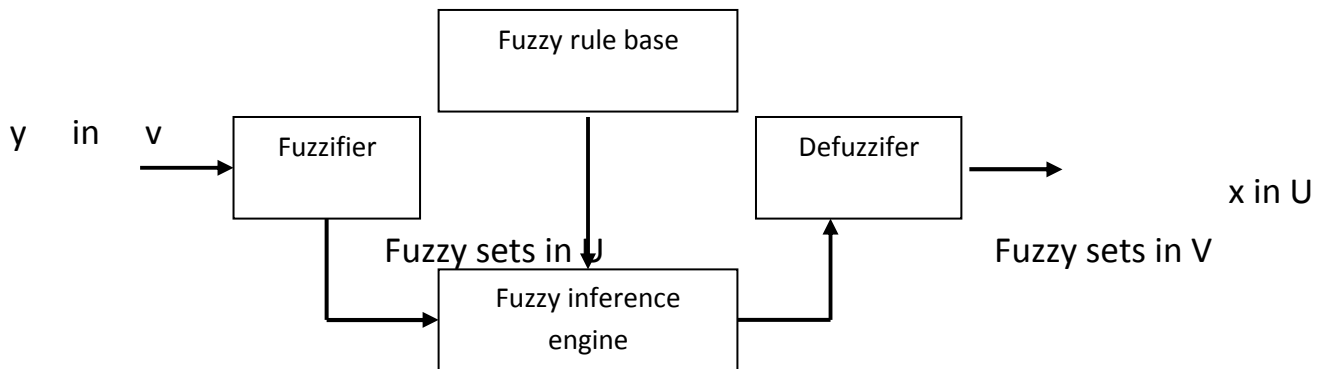 Fuzzy rule base
y in v
Fuzzifier
Defuzzifer
x in U
Fuzzy sets in U
Fuzzy sets in V
Fuzzy inference
engine